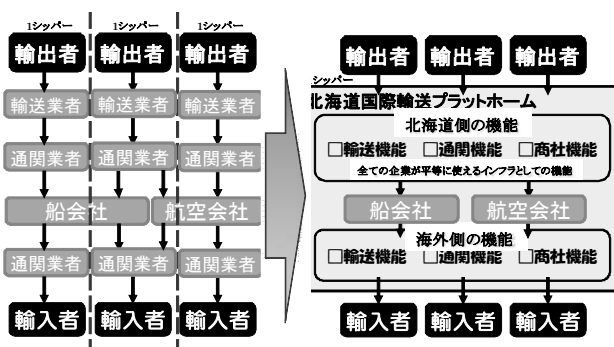 1シッパー 1シッパー 1シッパー
輸出者 輸出者 輸出者
輸送業者 輸送業者 輸送業者
通関業者 通関業者 通関業者
船会社 航空会社
通関業者 通関業者 通関業者
輸入者 輸入者 輸入者
輸出者 輸出者 輸出者
シッパー
北海道国際輸送プラットホーム
北海道側の機能
□輸送機能 □通関機能 □商社機能
全ての企業が平等に使えるインフラとしての機能
船会社 航空会社
海外側の機能
□輸送機能 □通関機能 □商社機能
輸入者 輸入者 輸入者